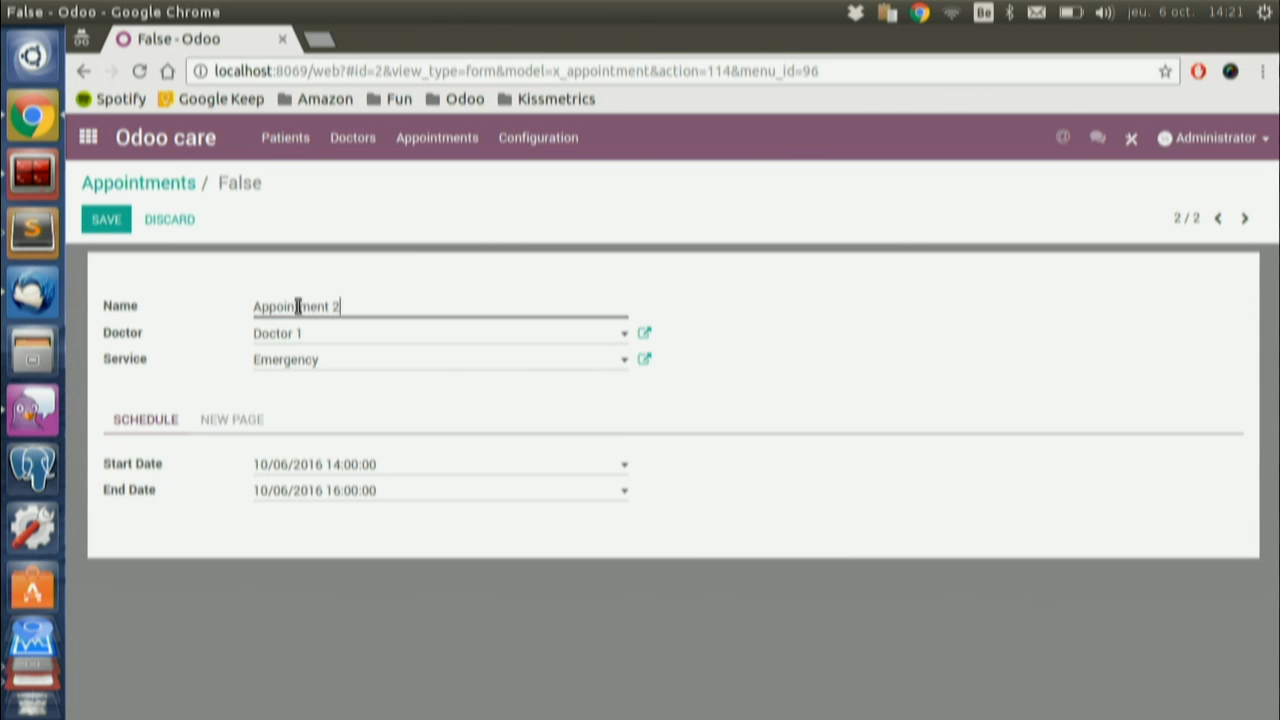 False - Odoo - Google Chrome
Be
jeu. 6 oct. 14:21
False - Odoo
localhost:8069/web?#id=2&view_type=form&model=x_appointment&action=114&menu_id=96
Spotify Google Keep Amazon Fun Odoo Kissmetrics
Odoo care Patients Doctors Appointments Configuration @ Administrator
Appointments / False
SAVE DISCARD 2 / 2
Name Appointment 2
Doctor Doctor 1
Service Emergency
SCHEDULE NEW PAGE
Start Date 10/06/2016 14:00:00
End Date 10/06/2016 16:00:00